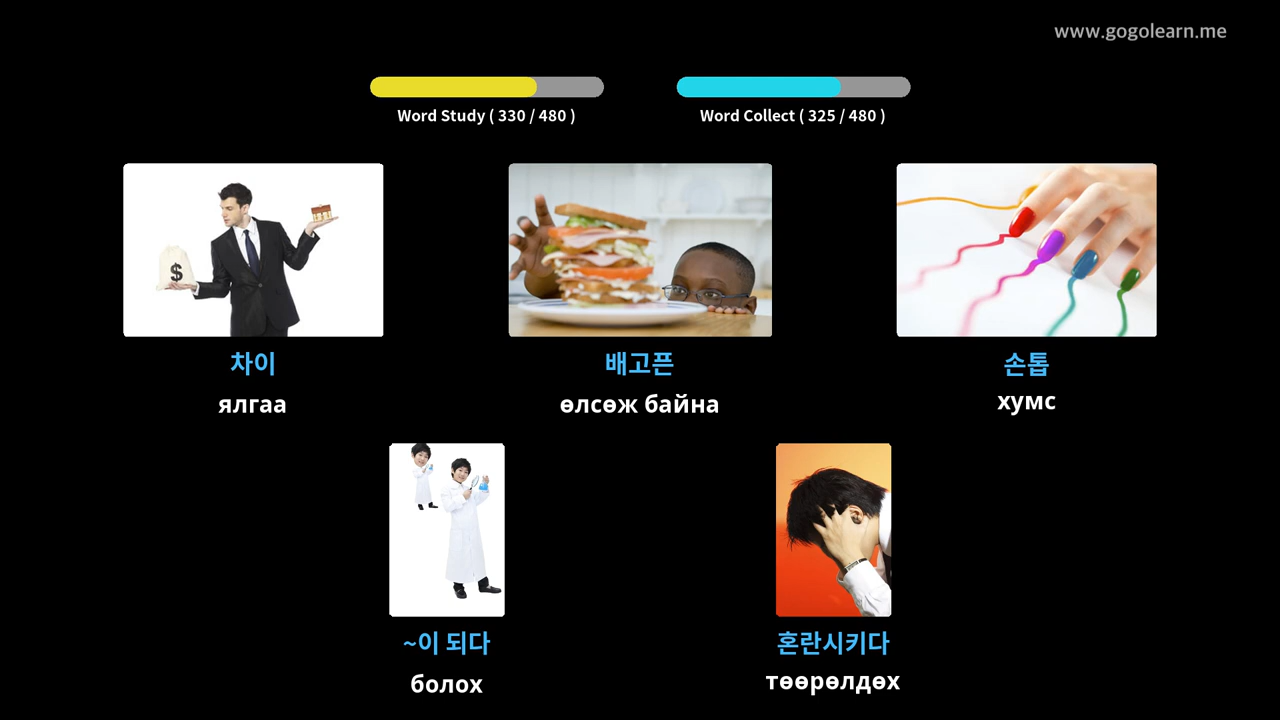 www.gogolearn.me
Word Study ( 330 / 480 )
Word Collect ( 325 / 480 )
$
차이
ялгаа
배고픈
өлсөж байна
손톱
хумс
~이 되다
болох
혼란시키다
төөрөлдөх